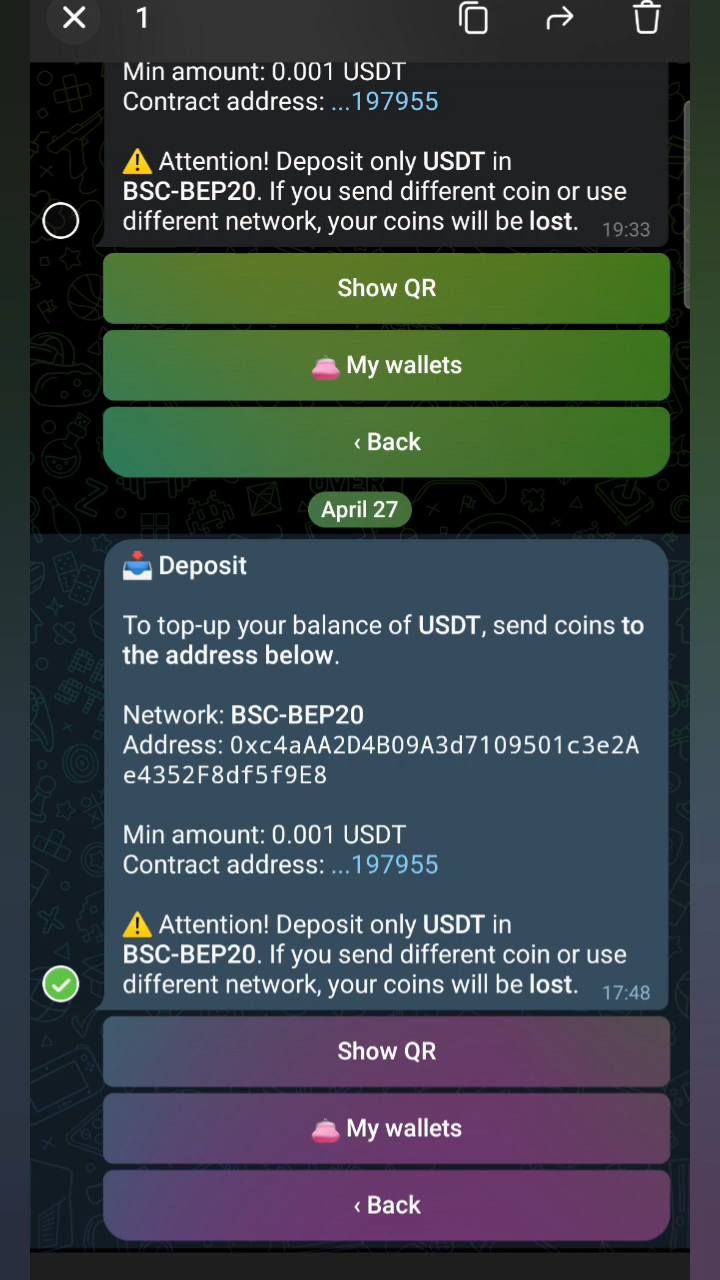 1
Min amount: 0.001 USDT
Contract address: ...197955
⚠️ Attention! Deposit only USDT in
BSC-BEP20. If you send different coin or use
different network, your coins will be lost.
19:33
Show QR
👛 My wallets
‹ Back
April 27
📥 Deposit
To top-up your balance of USDT, send coins to
the address below.
Network: BSC-BEP20
Address: 0xc4aAA2D4B09A3d7109501c3e2A
e4352F8df5f9E8
Min amount: 0.001 USDT
Contract address: ...197955
⚠️ Attention! Deposit only USDT in
BSC-BEP20. If you send different coin or use
different network, your coins will be lost.
17:48
Show QR
👛 My wallets
‹ Back